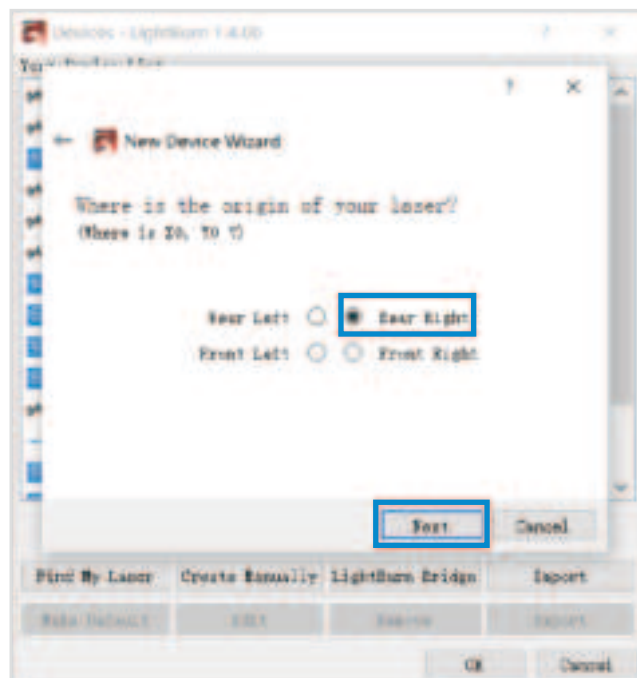 Devices - LightBurn 1.4.00
New Device Wizard
Where is the origin of your laser?
(Where is X0, Y0 ?)
Rear Left Rear Right
Front Left Front Right
Next Cancel
Find My Laser Create Manually LightBurn Bridge Import
Make Default Edit Remove Export
OK Cancel